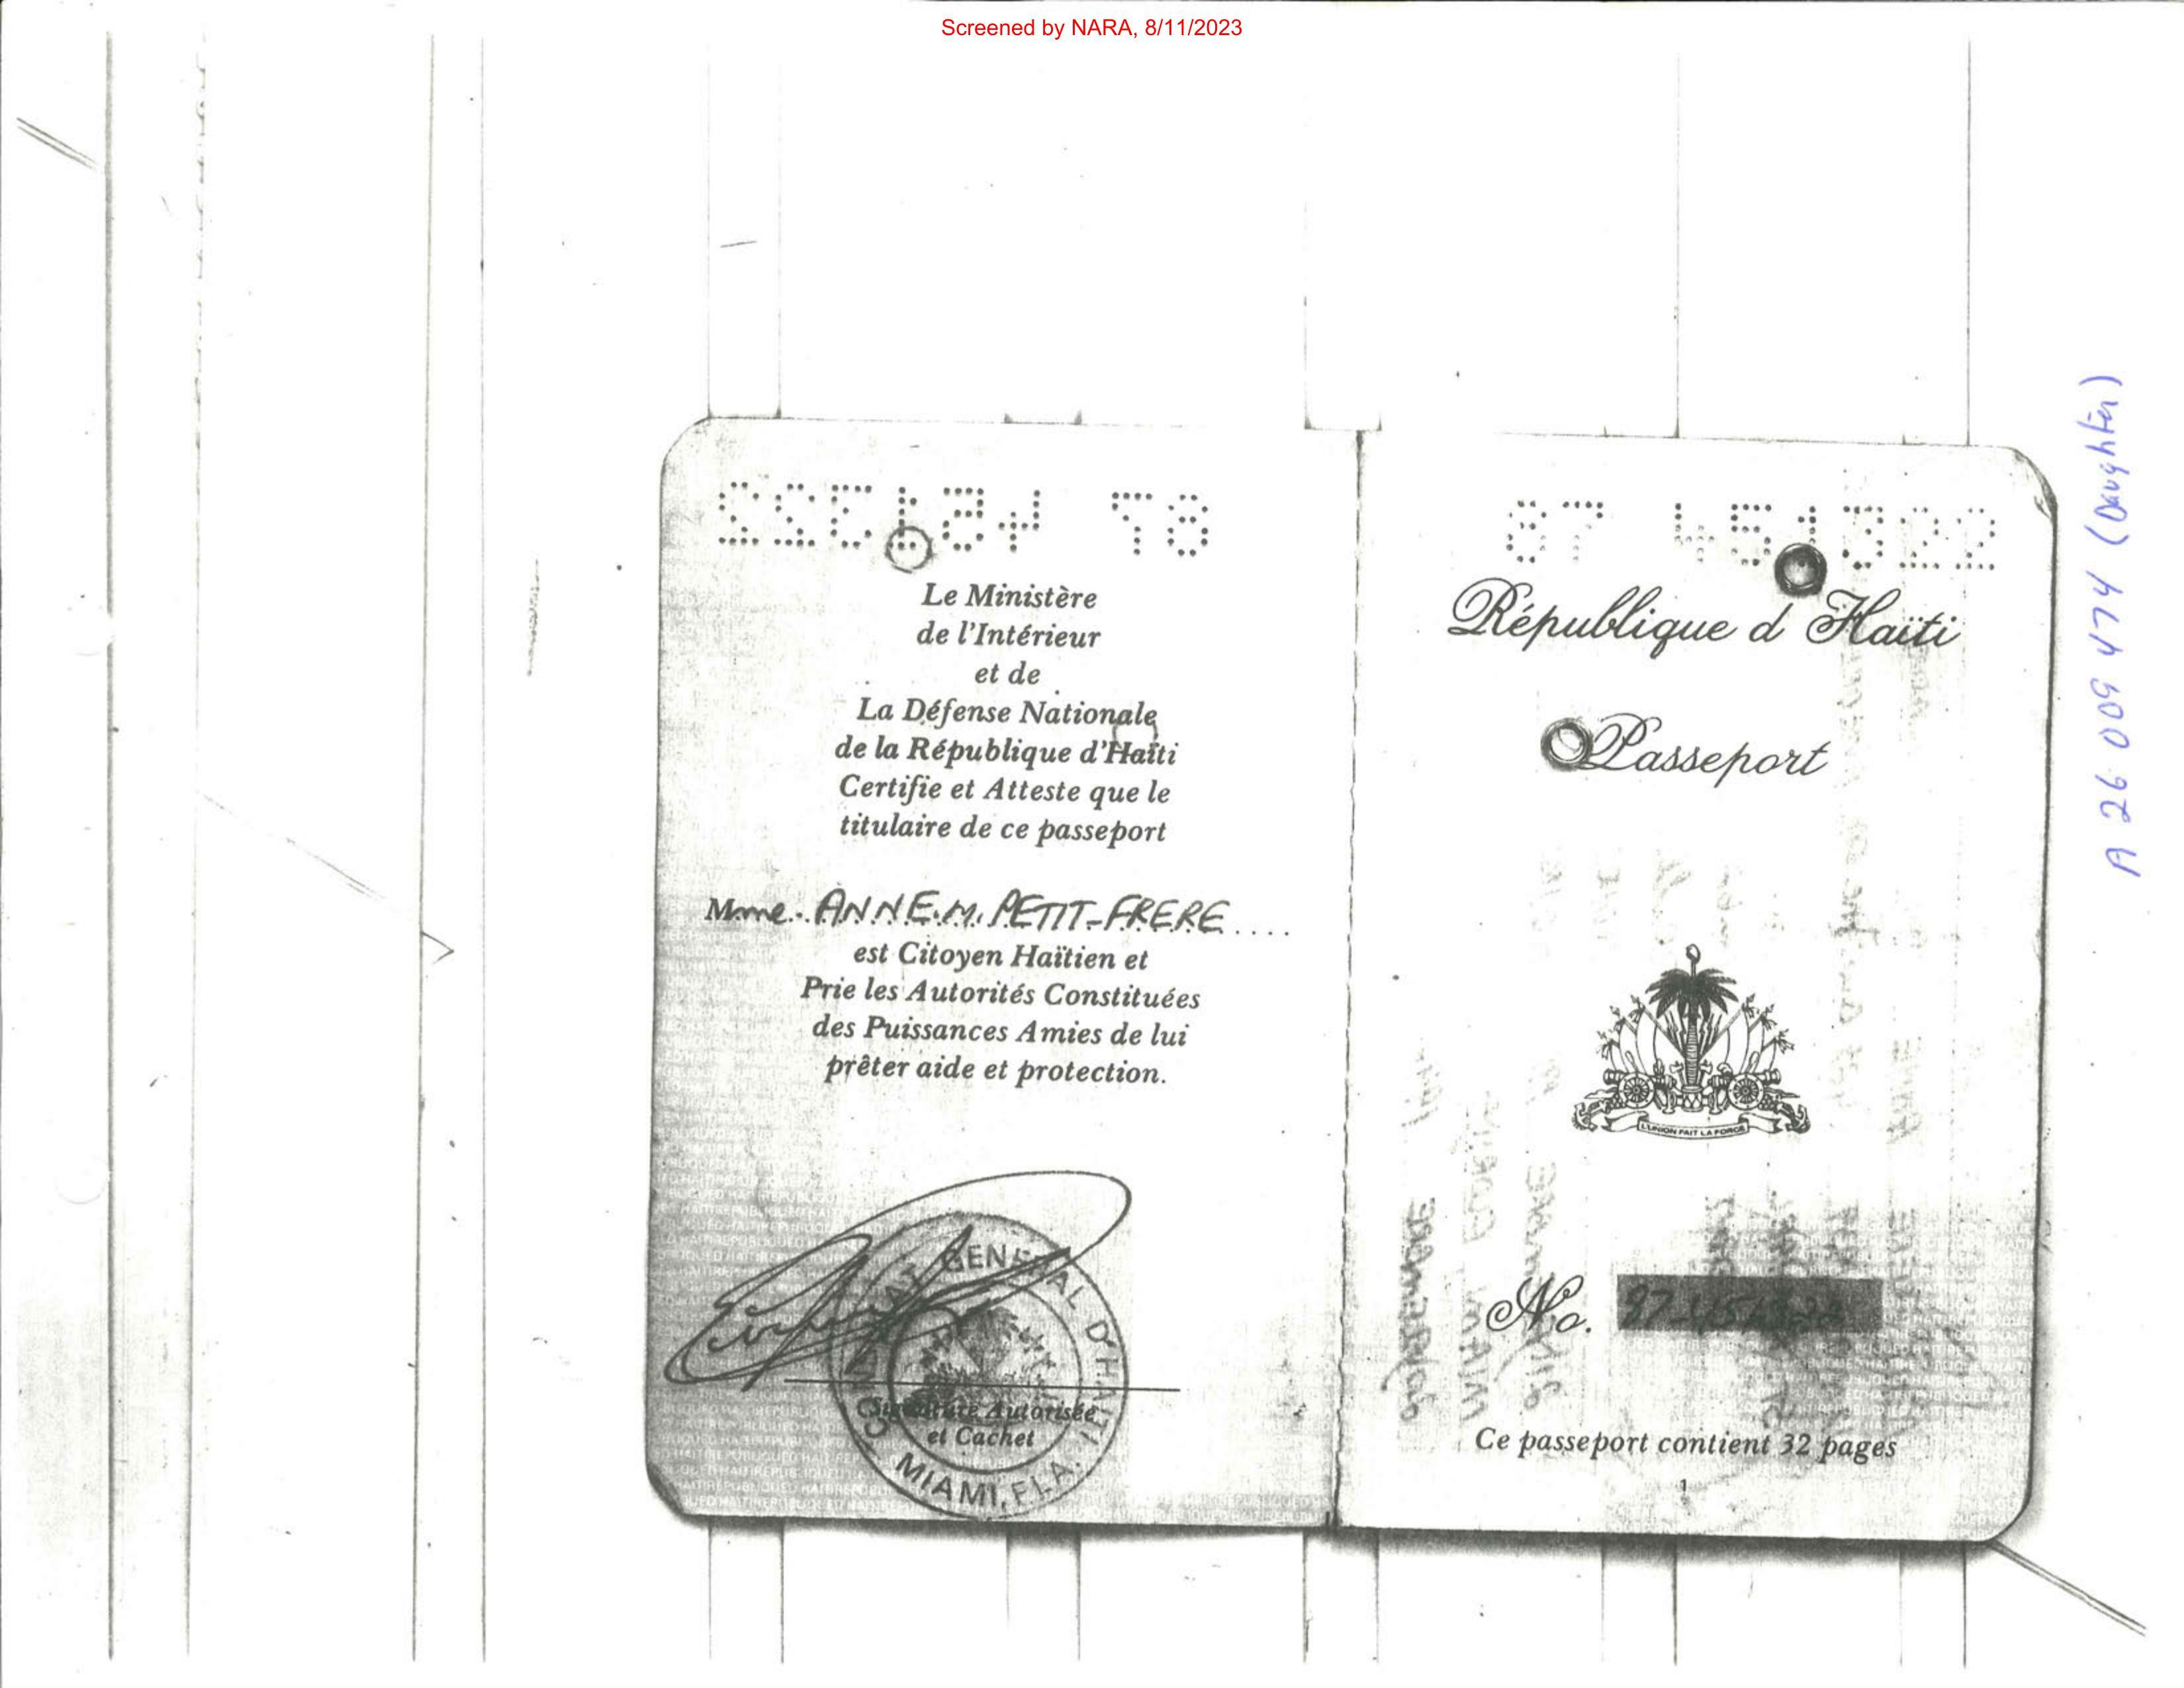 Screened by NARA, 8/11/2023
Le Ministère
de l'Intérieur
et de
La Défense Nationale
de la République d'Haïti
Certifie et Atteste que le
titulaire de ce passeport
Mme. ANNE.M. PETIT-FRERE
est Citoyen Haïtien et
Prie les Autorités Constituées
des Puissances Amies de lui
prêter aide et protection.
CONSULAT GENERAL D'HAITI
MIAMI, FLA.
Signature Autorisée
et Cachet
87 451322
République d Haïti
Passeport
L'UNION FAIT LA FORCE
No. 87-451322
Ce passeport contient 32 pages
1
A 26 009 474 (Daughter)